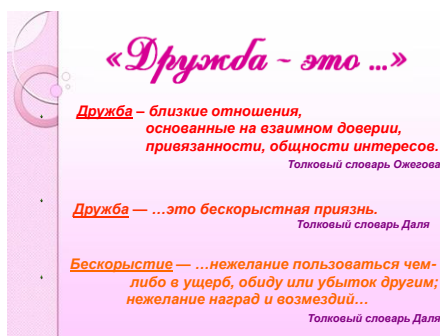 «Дружба ~ это ...»
Дружба – близкие отношения,
основанные на взаимном доверии,
привязанности, общности интересов.
Толковый словарь Ожегова
Дружба — …это бескорыстная приязнь.
Толковый словарь Даля
Бескорыстие — …нежелание пользоваться чем-
либо в ущерб, обиду или убыток другим;
нежелание наград и возмездий…
Толковый словарь Даля